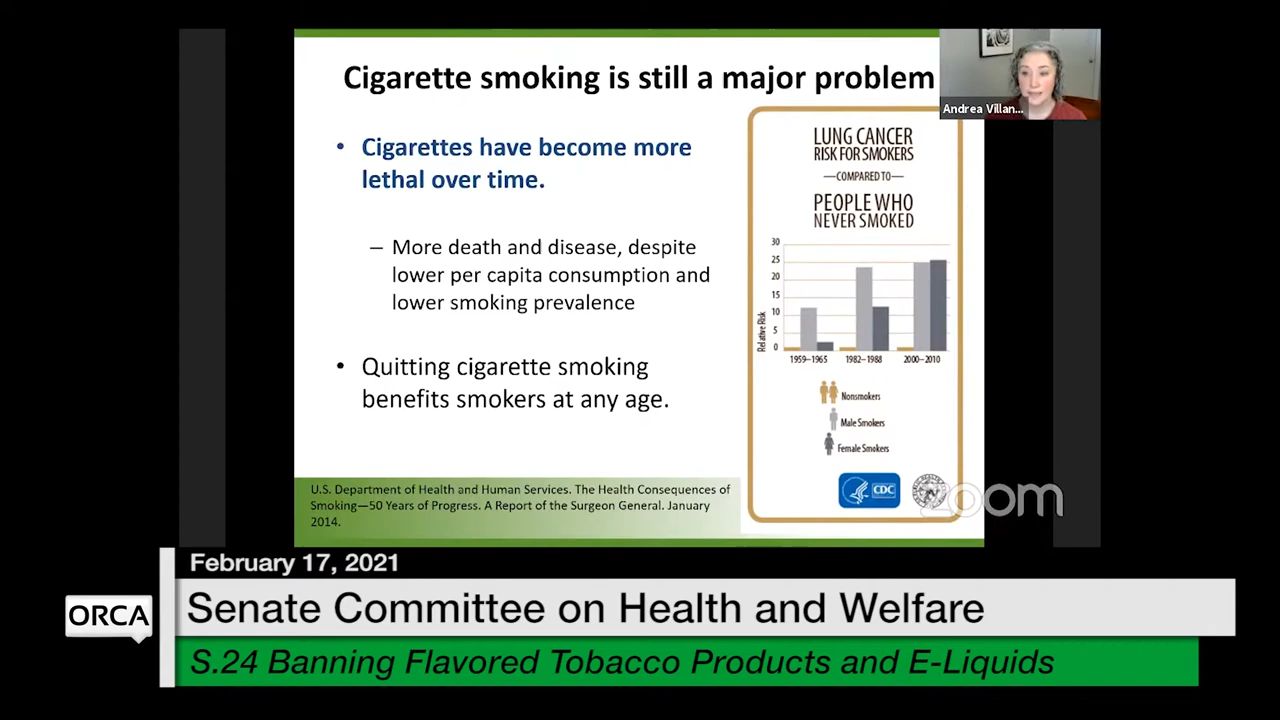 Cigarette smoking is still a major problem
Andrea Villan...
• Cigarettes have become more
lethal over time.
– More death and disease, despite
lower per capita consumption and
lower smoking prevalence
• Quitting cigarette smoking
benefits smokers at any age.
U.S. Department of Health and Human Services. The Health Consequences of
Smoking—50 Years of Progress. A Report of the Surgeon General. January
2014.
LUNG CANCER
RISK FOR SMOKERS
—COMPARED TO—
PEOPLE WHO
NEVER SMOKED
30
25
20
15
10
5
0
Relative Risk
1959–1965
1982–1988
2000–2010
Nonsmokers
Male Smokers
Female Smokers
CDC
zoom
February 17, 2021
ORCA
Senate Committee on Health and Welfare
S.24 Banning Flavored Tobacco Products and E-Liquids